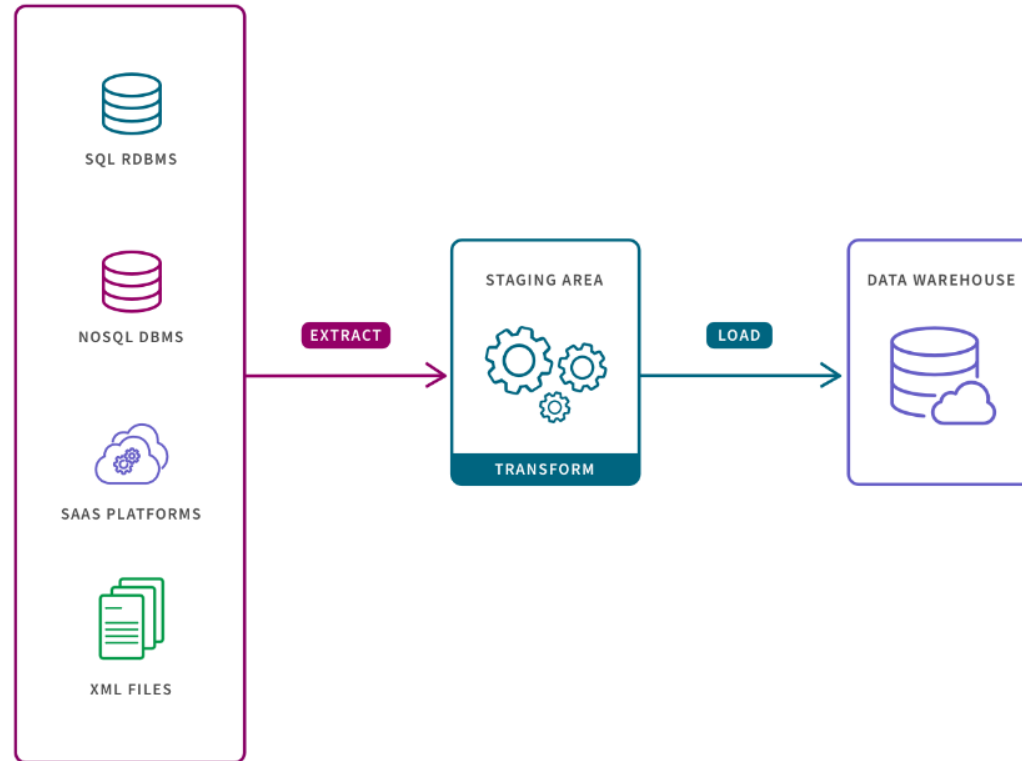 SQL RDBMS
NOSQL DBMS
SAAS PLATFORMS
XML FILES
EXTRACT
STAGING AREA
TRANSFORM
LOAD
DATA WAREHOUSE